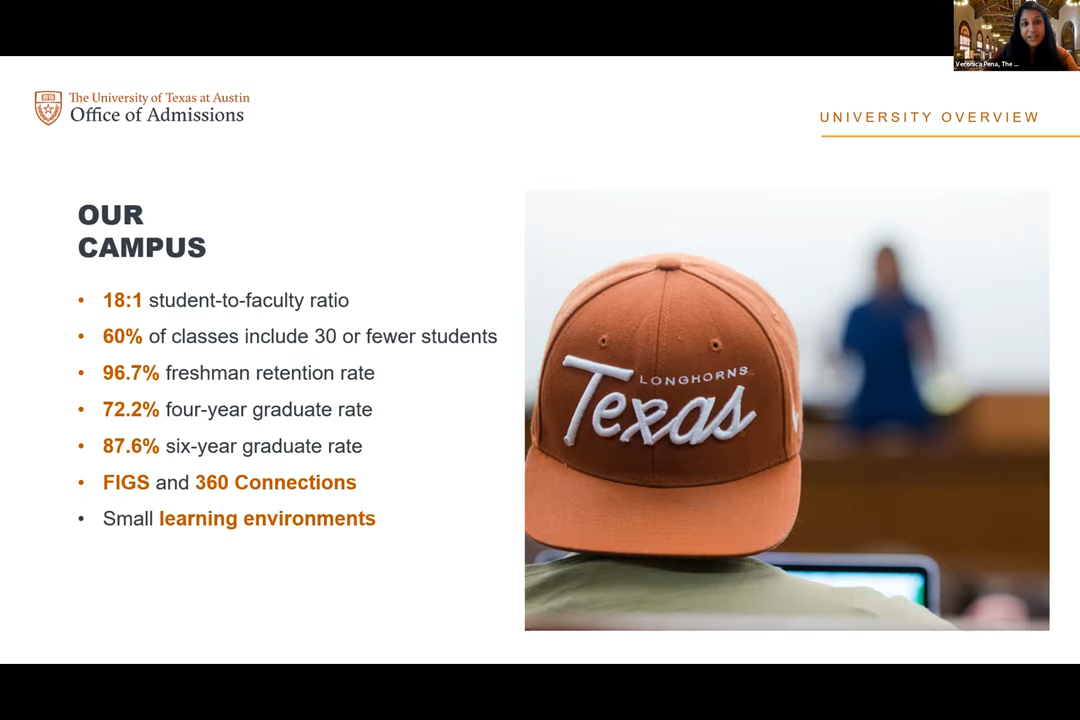 Veronica Pena, The ...
The University of Texas at Austin
Office of Admissions
UNIVERSITY OVERVIEW
OUR
CAMPUS
• 18:1 student-to-faculty ratio
• 60% of classes include 30 or fewer students
• 96.7% freshman retention rate
• 72.2% four-year graduate rate
• 87.6% six-year graduate rate
• FIGS and 360 Connections
• Small learning environments
LONGHORNS
Texas